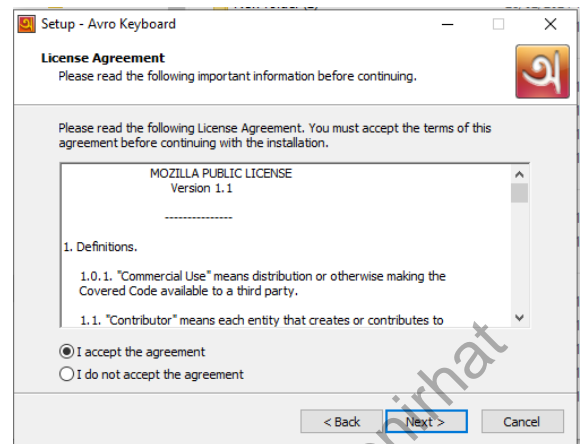 Setup - Avro Keyboard
License Agreement
Please read the following important information before continuing.
Please read the following License Agreement. You must accept the terms of this
agreement before continuing with the installation.
MOZILLA PUBLIC LICENSE
Version 1.1
---------------
1. Definitions.
1.0.1. "Commercial Use" means distribution or otherwise making the
Covered Code available to a third party.
1.1. "Contributor" means each entity that creates or contributes to
I accept the agreement
I do not accept the agreement
< Back
Next >
Cancel